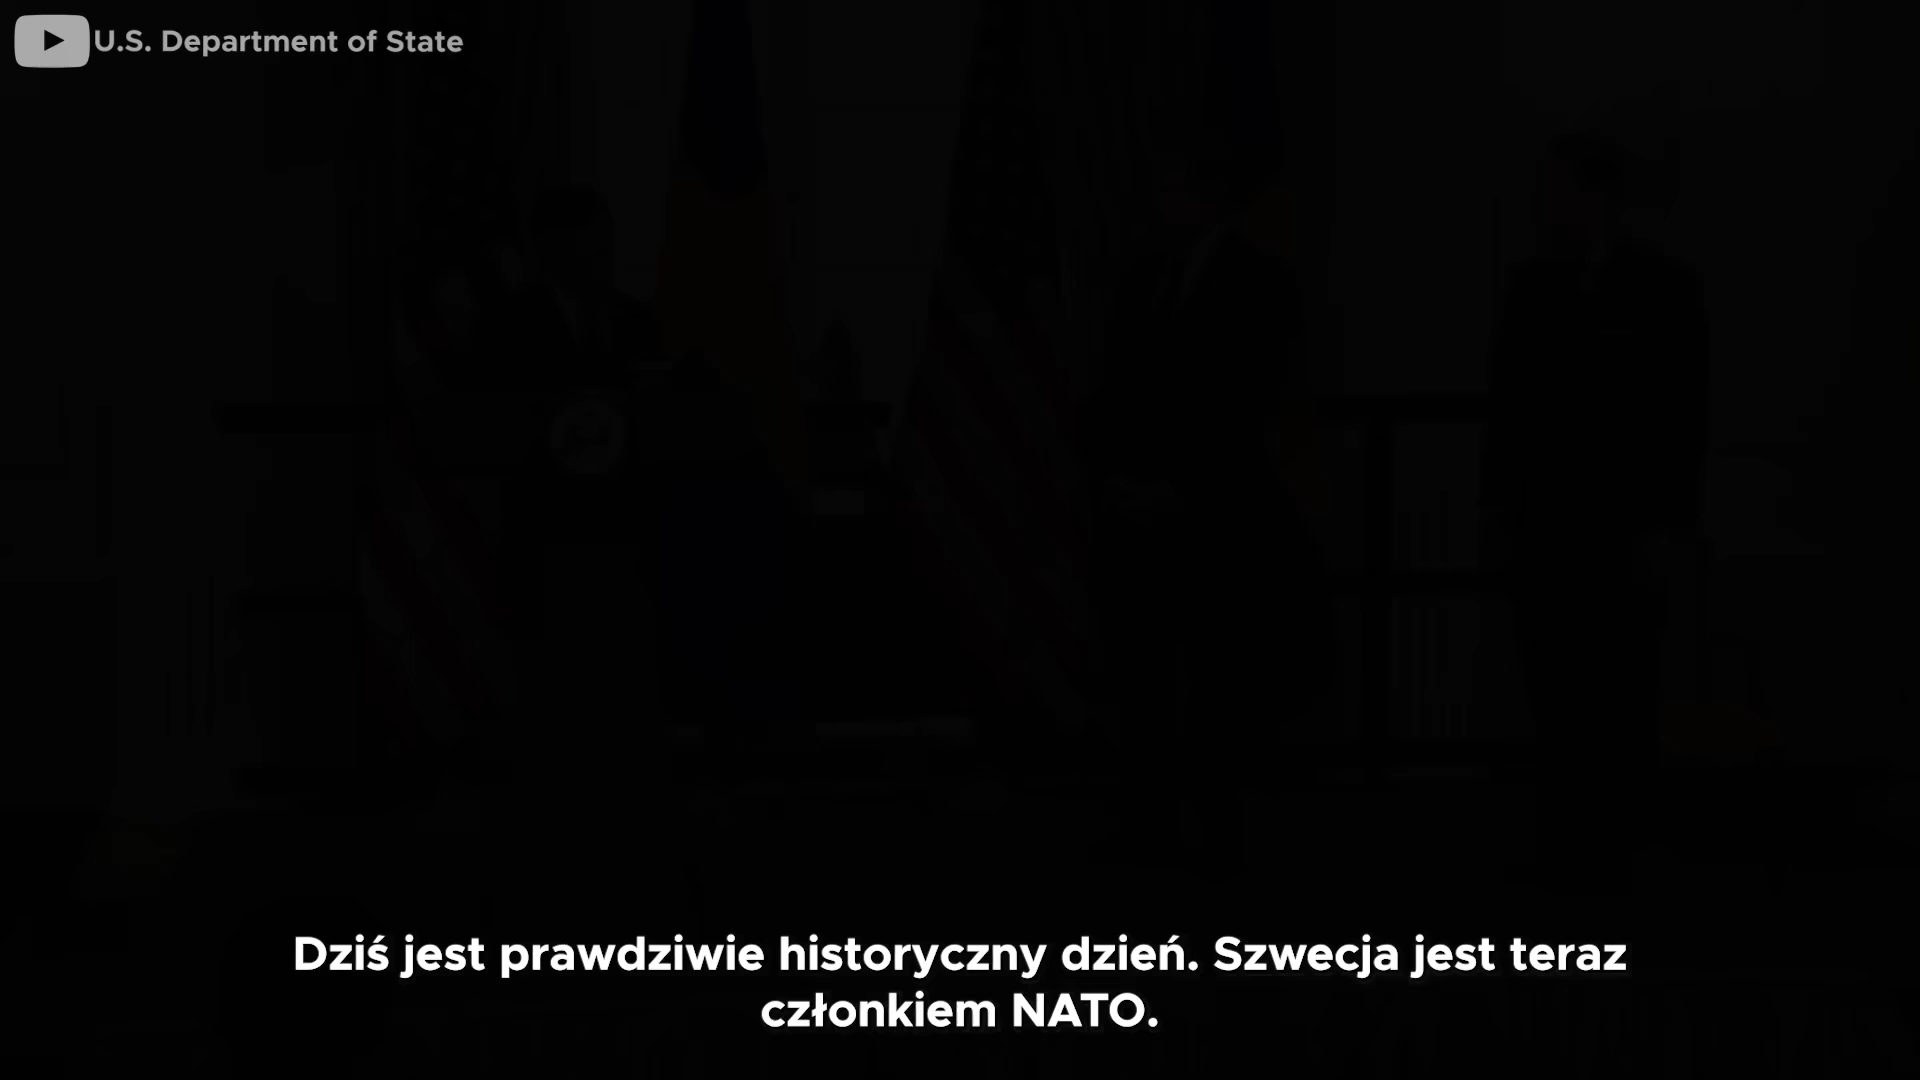 U.S. Department of State
Dziś jest prawdziwie historyczny dzień. Szwecja jest teraz
członkiem NATO.